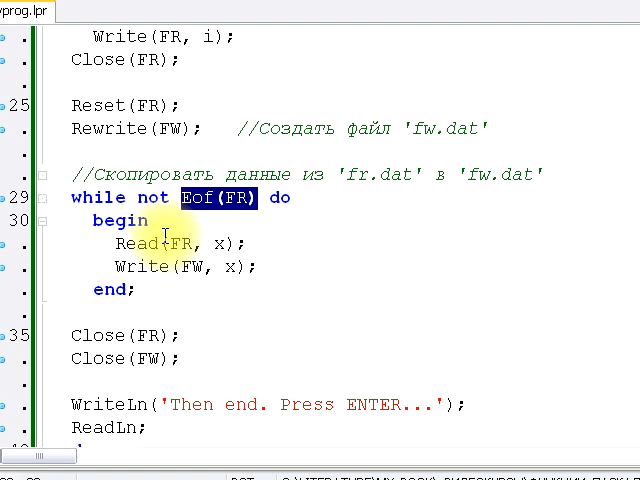 yprog.lpr
Write(FR, i);
Close(FR);
25 Reset(FR);
Rewrite(FW); //Создать файл 'fw.dat'
//Скопировать данные из 'fr.dat' в 'fw.dat'
29 while not Eof(FR) do
30 begin
Read(FR, x);
Write(FW, x);
end;
35 Close(FR);
Close(FW);
WriteLn('Then end. Press ENTER...');
ReadLn;